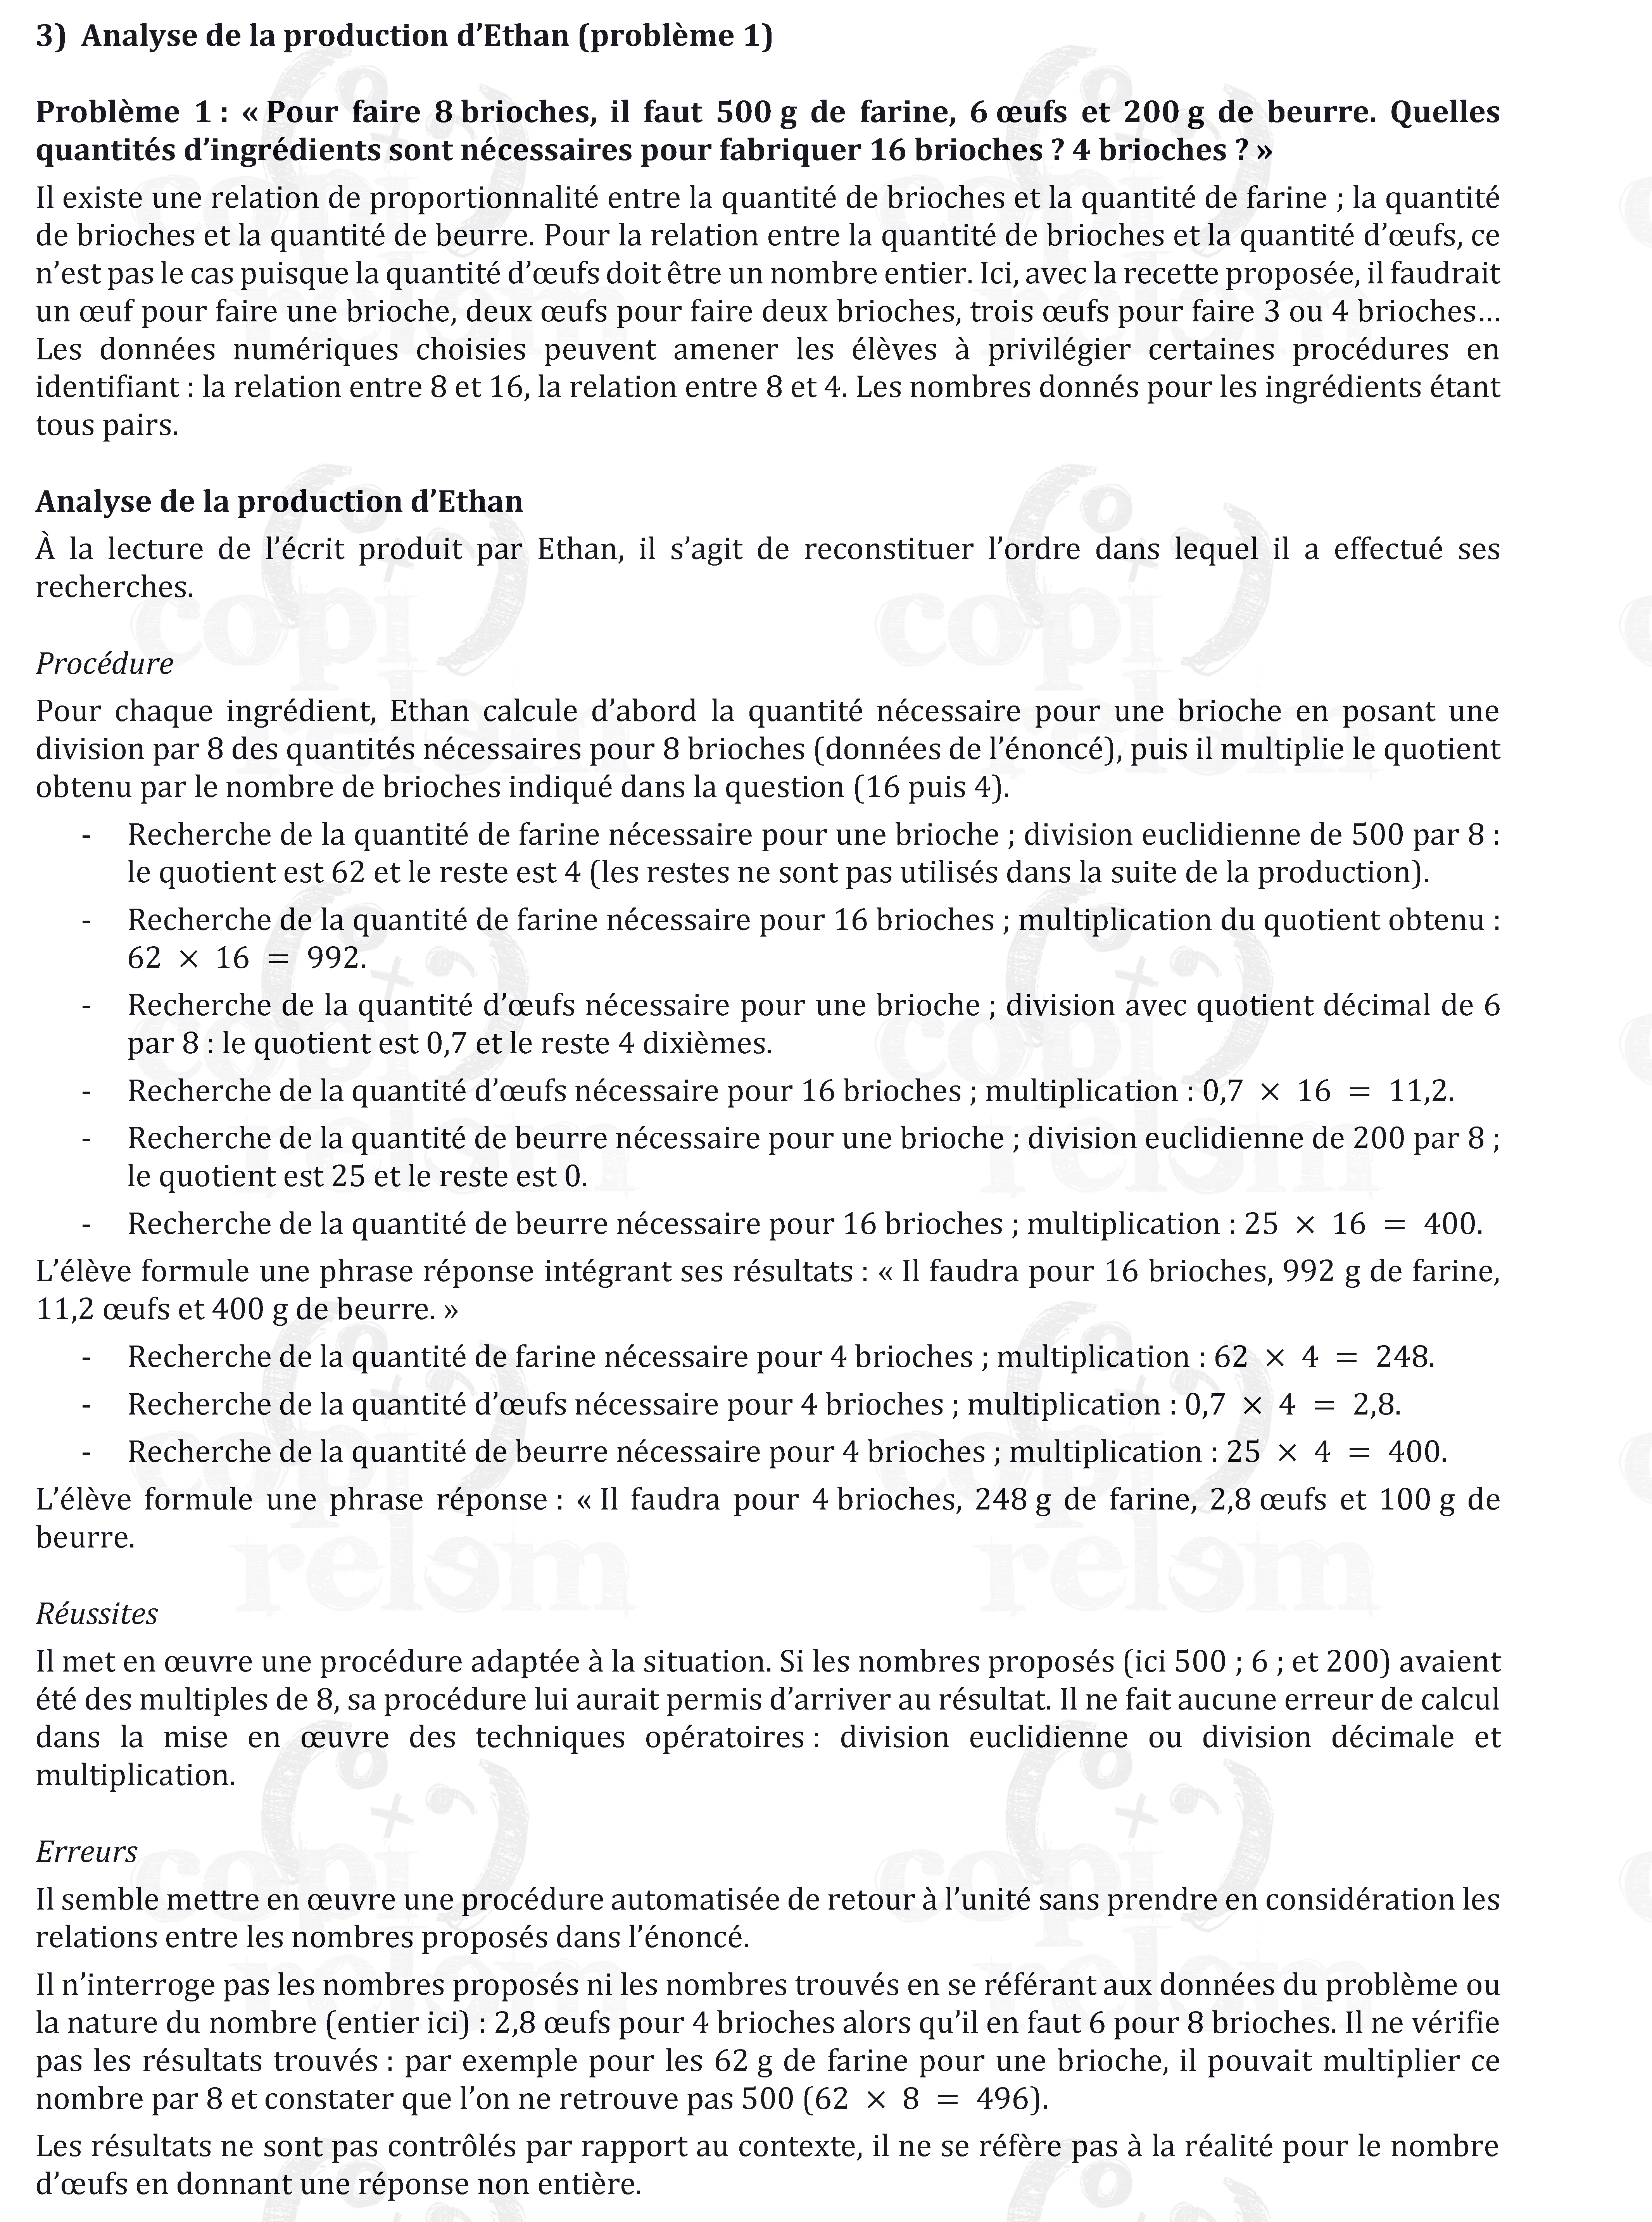 3) Analyse de la production d’Ethan (problème 1)
Problème 1 : « Pour faire 8 brioches, il faut 500 g de farine, 6 œufs et 200 g de beurre. Quelles
quantités d’ingrédients sont nécessaires pour fabriquer 16 brioches ? 4 brioches ? »
Il existe une relation de proportionnalité entre la quantité de brioches et la quantité de farine ; la quantité
de brioches et la quantité de beurre. Pour la relation entre la quantité de brioches et la quantité d’œufs, ce
n’est pas le cas puisque la quantité d’œufs doit être un nombre entier. Ici, avec la recette proposée, il faudrait
un œuf pour faire une brioche, deux œufs pour faire deux brioches, trois œufs pour faire 3 ou 4 brioches…
Les données numériques choisies peuvent amener les élèves à privilégier certaines procédures en
identifiant : la relation entre 8 et 16, la relation entre 8 et 4. Les nombres donnés pour les ingrédients étant
tous pairs.
Analyse de la production d’Ethan
À la lecture de l’écrit produit par Ethan, il s’agit de reconstituer l’ordre dans lequel il a effectué ses
recherches.
Procédure
Pour chaque ingrédient, Ethan calcule d’abord la quantité nécessaire pour une brioche en posant une
division par 8 des quantités nécessaires pour 8 brioches (données de l’énoncé), puis il multiplie le quotient
obtenu par le nombre de brioches indiqué dans la question (16 puis 4).
- Recherche de la quantité de farine nécessaire pour une brioche ; division euclidienne de 500 par 8 :
le quotient est 62 et le reste est 4 (les restes ne sont pas utilisés dans la suite de la production).
- Recherche de la quantité de farine nécessaire pour 16 brioches ; multiplication du quotient obtenu :
62 × 16 = 992.
- Recherche de la quantité d’œufs nécessaire pour une brioche ; division avec quotient décimal de 6
par 8 : le quotient est 0,7 et le reste 4 dixièmes.
- Recherche de la quantité d’œufs nécessaire pour 16 brioches ; multiplication : 0,7 × 16 = 11,2.
- Recherche de la quantité de beurre nécessaire pour une brioche ; division euclidienne de 200 par 8 ;
le quotient est 25 et le reste est 0.
- Recherche de la quantité de beurre nécessaire pour 16 brioches ; multiplication : 25 × 16 = 400.
L’élève formule une phrase réponse intégrant ses résultats : « Il faudra pour 16 brioches, 992 g de farine,
11,2 œufs et 400 g de beurre. »
- Recherche de la quantité de farine nécessaire pour 4 brioches ; multiplication : 62 × 4 = 248.
- Recherche de la quantité d’œufs nécessaire pour 4 brioches ; multiplication : 0,7 × 4 = 2,8.
- Recherche de la quantité de beurre nécessaire pour 4 brioches ; multiplication : 25 × 4 = 400.
L’élève formule une phrase réponse : « Il faudra pour 4 brioches, 248 g de farine, 2,8 œufs et 100 g de
beurre.
Réussites
Il met en œuvre une procédure adaptée à la situation. Si les nombres proposés (ici 500 ; 6 ; et 200) avaient
été des multiples de 8, sa procédure lui aurait permis d’arriver au résultat. Il ne fait aucune erreur de calcul
dans la mise en œuvre des techniques opératoires : division euclidienne ou division décimale et
multiplication.
Erreurs
Il semble mettre en œuvre une procédure automatisée de retour à l’unité sans prendre en considération les
relations entre les nombres proposés dans l’énoncé.
Il n’interroge pas les nombres proposés ni les nombres trouvés en se référant aux données du problème ou
la nature du nombre (entier ici) : 2,8 œufs pour 4 brioches alors qu’il en faut 6 pour 8 brioches. Il ne vérifie
pas les résultats trouvés : par exemple pour les 62 g de farine pour une brioche, il pouvait multiplier ce
nombre par 8 et constater que l’on ne retrouve pas 500 (62 × 8 = 496).
Les résultats ne sont pas contrôlés par rapport au contexte, il ne se réfère pas à la réalité pour le nombre
d’œufs en donnant une réponse non entière.